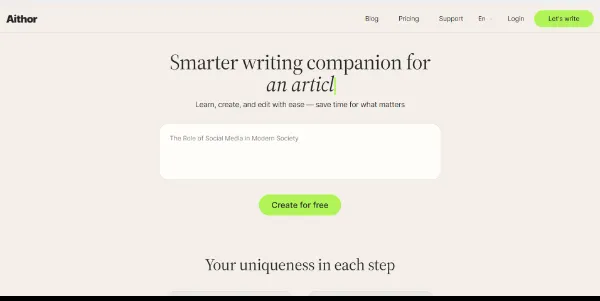 Aithor
Blog Pricing Support En Login Let's write
Smarter writing companion for
an articl
Learn, create, and edit with ease — save time for what matters
The Role of Social Media in Modern Society
Create for free
Your uniqueness in each step